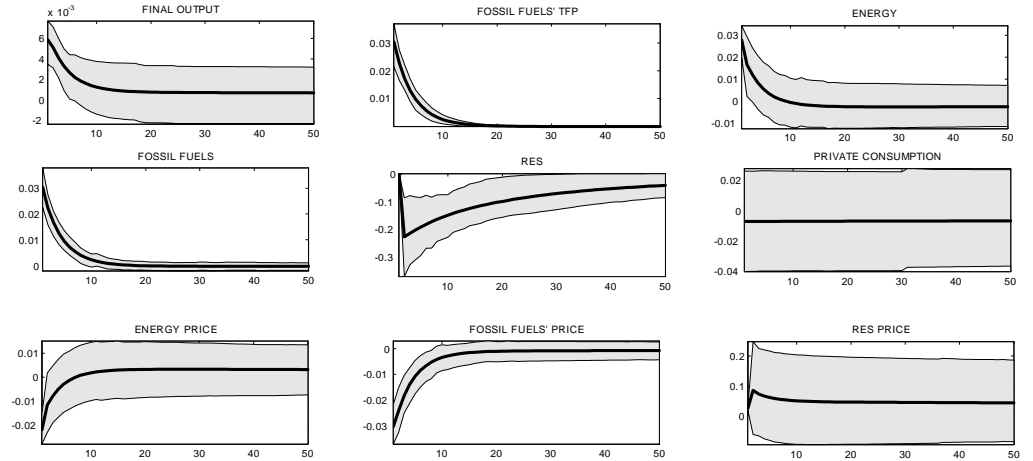 FINAL OUTPUT
x 10^-3
6
4
2
0
-2
10 20 30 40 50
FOSSIL FUELS' TFP
0.03
0.02
0.01
10 20 30 40 50
ENERGY
0.03
0.02
0.01
0
-0.01
10 20 30 40 50
FOSSIL FUELS
0.03
0.02
0.01
0
10 20 30 40 50
RES
0
-0.1
-0.2
-0.3
10 20 30 40 50
PRIVATE CONSUMPTION
0.02
0
-0.02
-0.04
10 20 30 40 50
ENERGY PRICE
0.01
0
-0.01
-0.02
10 20 30 40 50
FOSSIL FUELS' PRICE
0
-0.01
-0.02
-0.03
10 20 30 40 50
RES PRICE
0.2
0.1
0
10 20 30 40 50